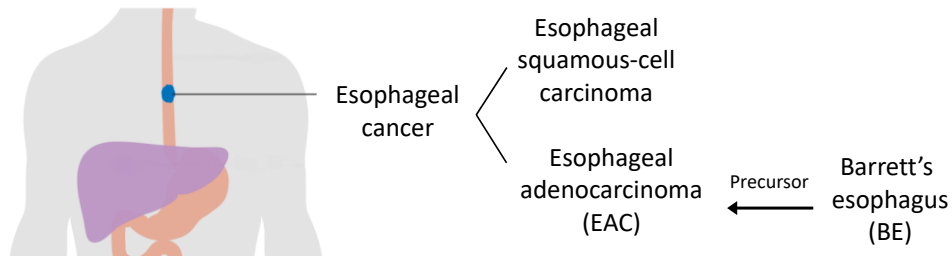 Esophageal
cancer
Esophageal
squamous-cell
carcinoma
Esophageal
adenocarcinoma
(EAC)
Precursor
Barrett's
esophagus
(BE)